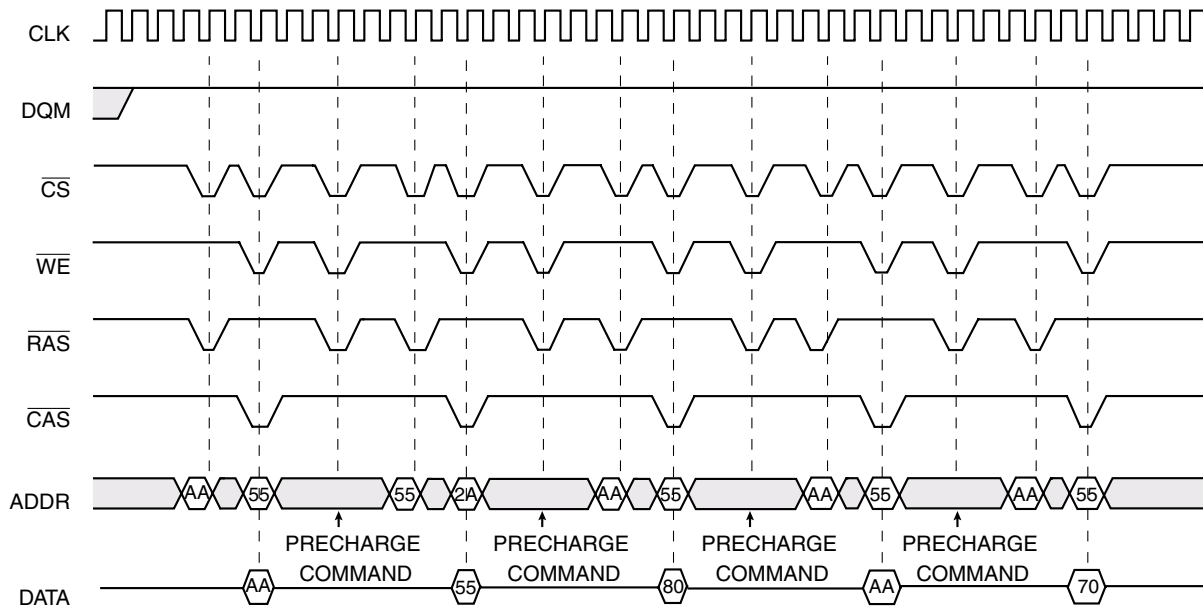 CLK
DQM
CS
WE
RAS
CAS
ADDR AA 55 55 2A AA 55 AA 55 AA 55
PRECHARGE COMMAND PRECHARGE COMMAND PRECHARGE COMMAND PRECHARGE COMMAND
DATA AA 55 80 AA 70